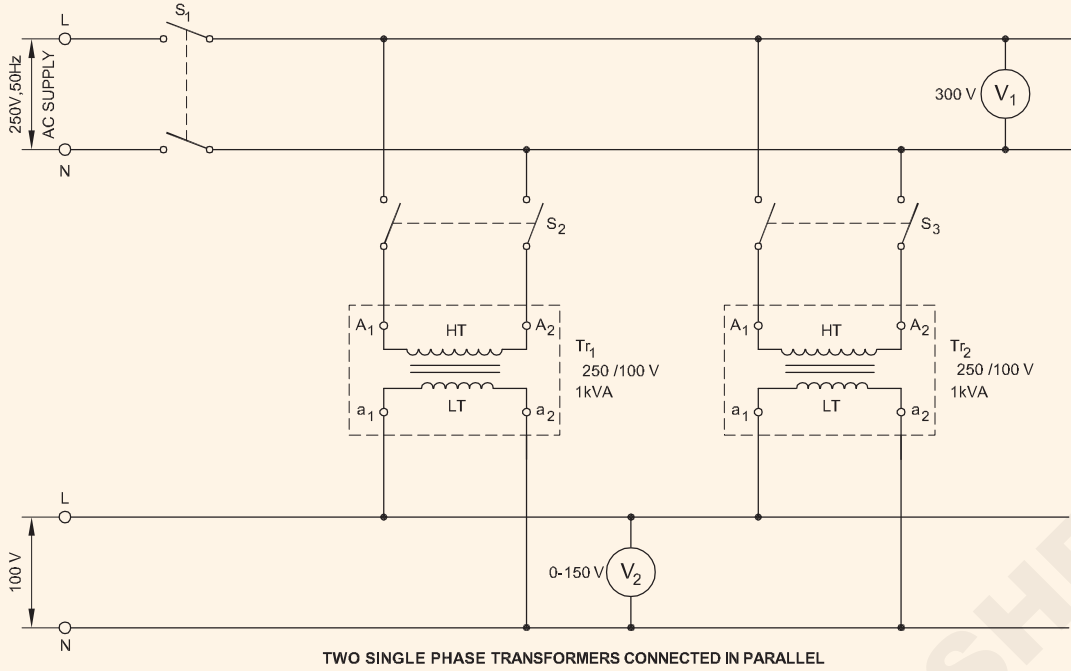 L
S1
250V,50Hz
AC SUPPLY
N
300 V
V1
S2
S3
A1
HT
A2
Tr1
250 /100 V
1kVA
a1
LT
a2
A1
HT
A2
Tr2
250 /100 V
1kVA
a1
LT
a2
L
100 V
0-150 V
V2
N
TWO SINGLE PHASE TRANSFORMERS CONNECTED IN PARALLEL